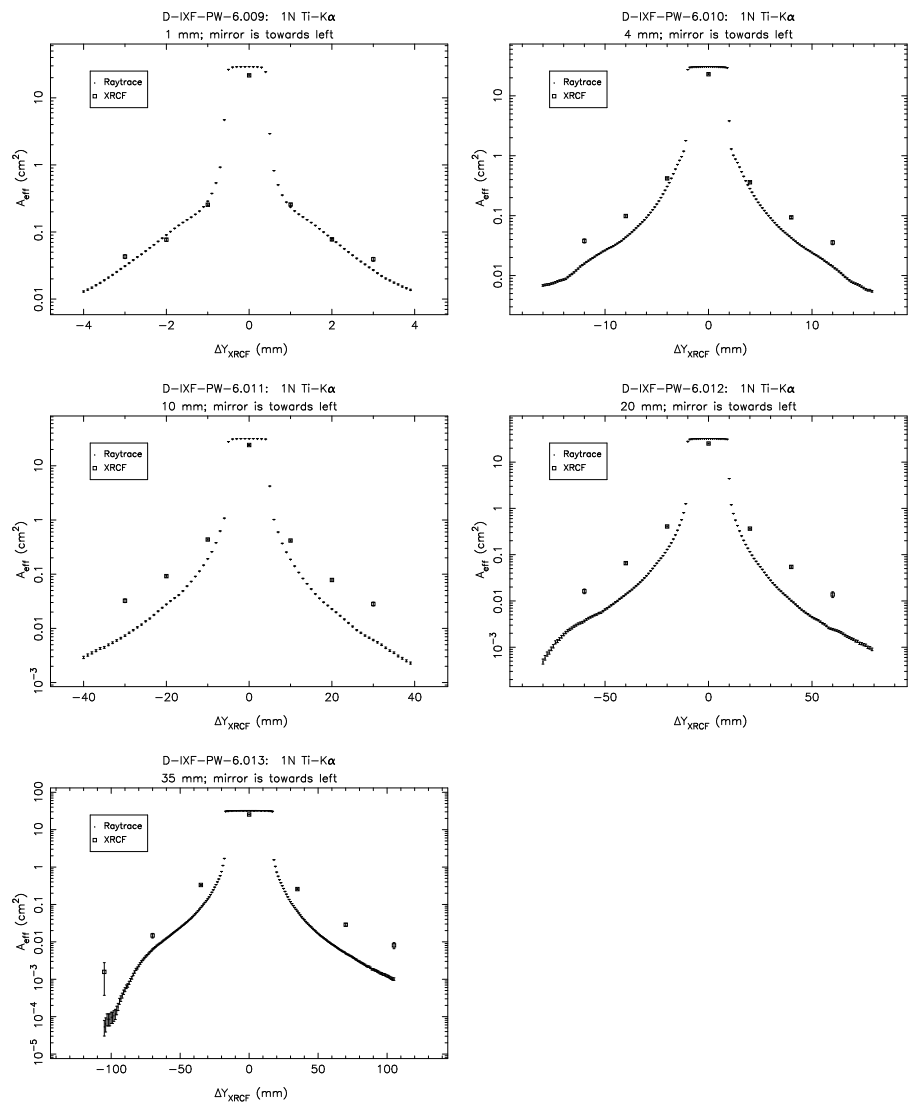 D-IXF-PW-6.009: 1N Ti-Kα
1 mm; mirror is towards left
Raytrace
XRCF
A_eff (cm²)
10
1
0.1
0.01
−4 −2 0 2 4
ΔY_XRCF (mm)
D-IXF-PW-6.010: 1N Ti-Kα
4 mm; mirror is towards left
Raytrace
XRCF
A_eff (cm²)
10
1
0.1
0.01
−10 0 10
ΔY_XRCF (mm)
D-IXF-PW-6.011: 1N Ti-Kα
10 mm; mirror is towards left
Raytrace
XRCF
A_eff (cm²)
10
1
0.1
0.01
10⁻³
−40 −20 0 20 40
ΔY_XRCF (mm)
D-IXF-PW-6.012: 1N Ti-Kα
20 mm; mirror is towards left
Raytrace
XRCF
A_eff (cm²)
10
1
0.1
0.01
10⁻³
−50 0 50
ΔY_XRCF (mm)
D-IXF-PW-6.013: 1N Ti-Kα
35 mm; mirror is towards left
Raytrace
XRCF
A_eff (cm²)
100
10
1
0.1
0.01
10⁻³
10⁻⁴
10⁻⁵
−100 −50 0 50 100
ΔY_XRCF (mm)